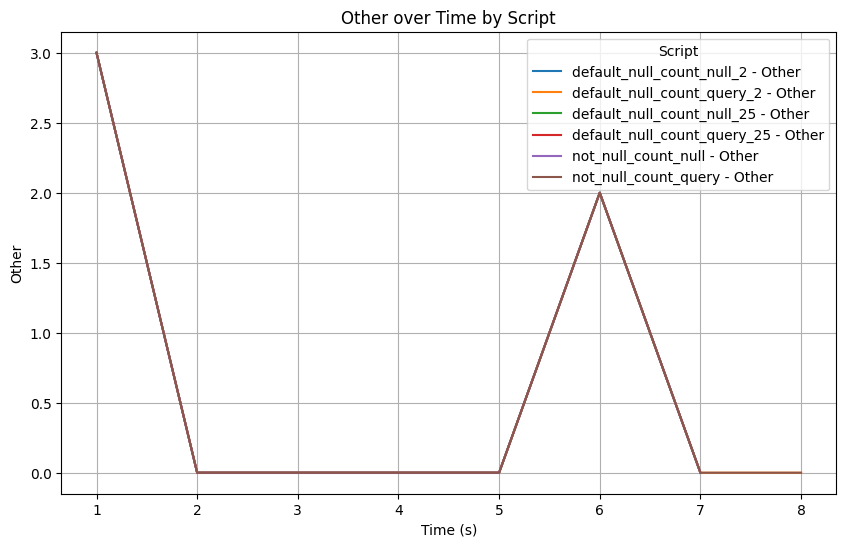 Other over Time by Script
Script
default_null_count_null_2 - Other
default_null_count_query_2 - Other
default_null_count_null_25 - Other
default_null_count_query_25 - Other
not_null_count_null - Other
not_null_count_query - Other
Other
3.0
2.5
2.0
1.5
1.0
0.5
0.0
1 2 3 4 5 6 7 8
Time (s)